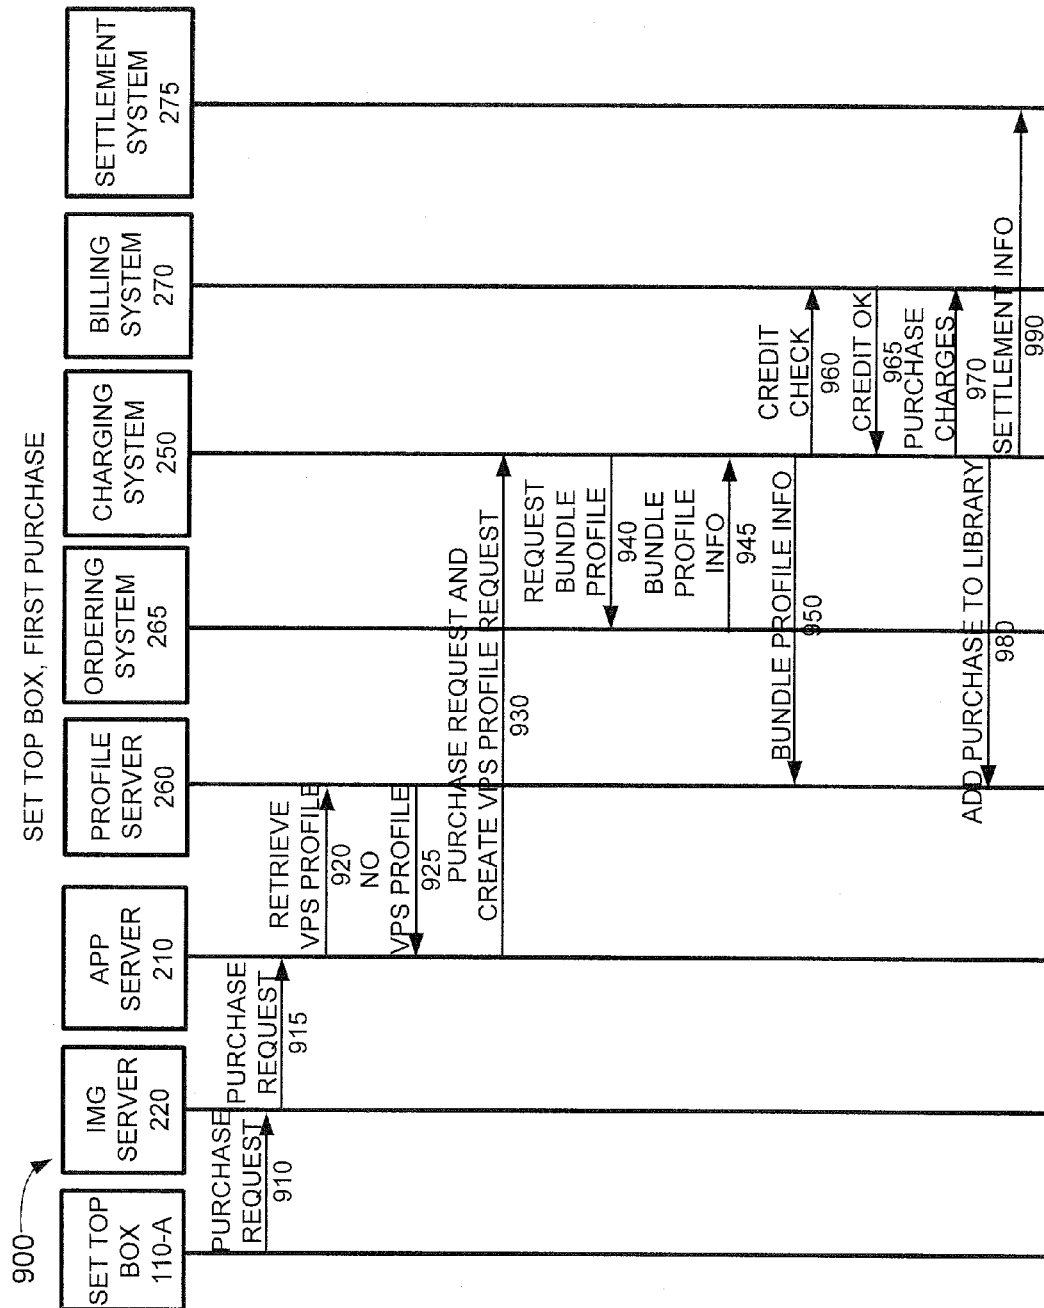 SET TOP BOX, FIRST PURCHASE
900
SET TOP
BOX
110-A
IMG
SERVER
220
APP
SERVER
210
PROFILE
SERVER
260
ORDERING
SYSTEM
265
CHARGING
SYSTEM
250
BILLING
SYSTEM
270
SETTLEMENT
SYSTEM
275
PURCHASE
REQUEST
910
PURCHASE
REQUEST
915
RETRIEVE
VPS PROFILE
920
NO
VPS PROFILE
925
PURCHASE REQUEST AND
CREATE VPS PROFILE REQUEST
930
REQUEST
BUNDLE
PROFILE
940
BUNDLE
PROFILE
INFO
945
BUNDLE PROFILE INFO
950
CREDIT
CHECK
960
CREDIT OK
965
PURCHASE
CHARGES
970
ADD PURCHASE TO LIBRARY
980
SETTLEMENT INFO
990